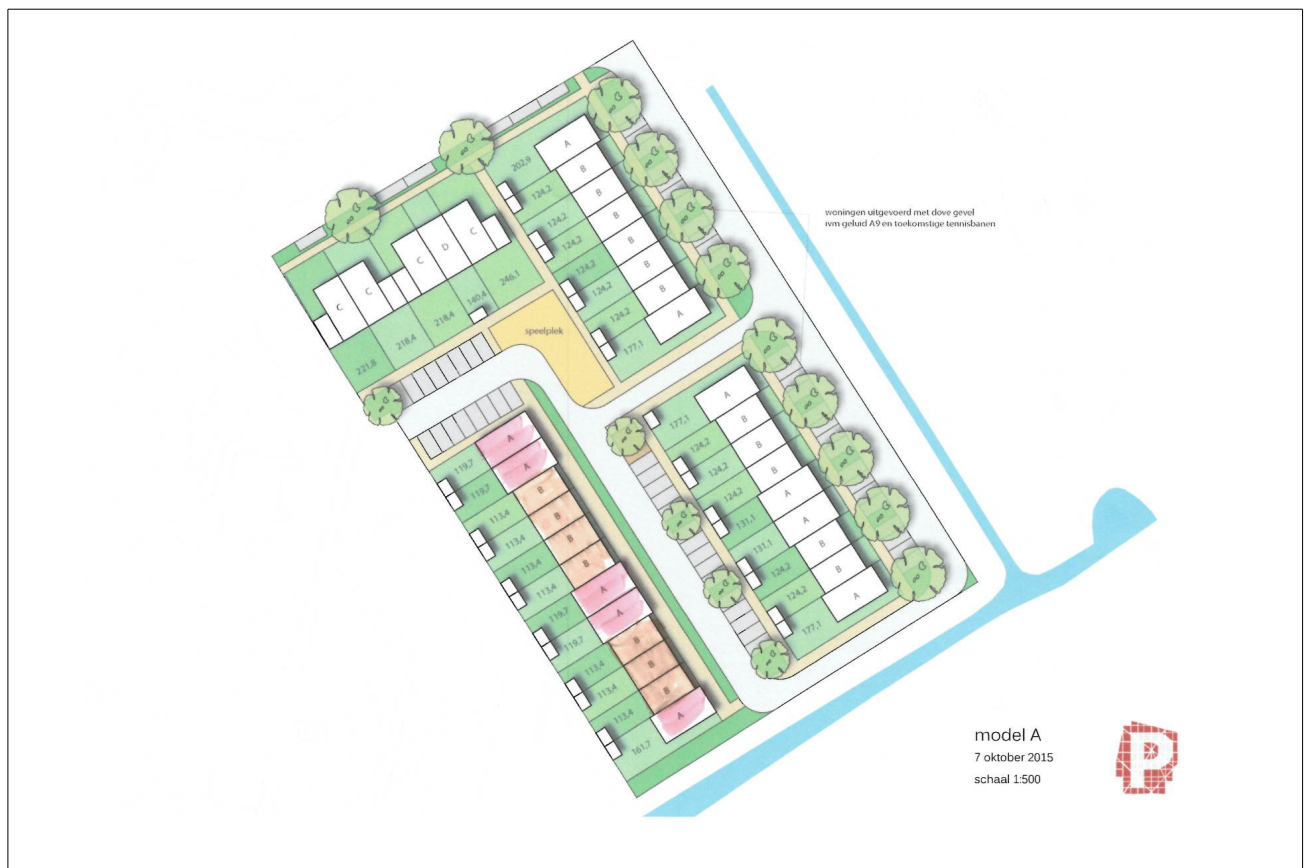 woningen uitgevoerd met dove gevel
ivm geluid A9 en toekomstige tennisbanen
202,9 A
124,2 B
124,2 B
124,2 B
124,2 B
124,2 B
124,2 B
177,1 A
C
C
C
D
C
221,8
218,4
218,4
140,4
246,1
speelplek
177,1 A
124,2 B
124,2 B
124,2 B
131,1 A
131,1 A
124,2 B
124,2 B
177,1 A
119,7 A
119,7 A
113,4 B
113,4 B
113,4 B
113,4 B
119,7 A
119,7 A
113,4 B
113,4 B
113,4 B
161,7 A
model A
7 oktober 2015
schaal 1:500
P